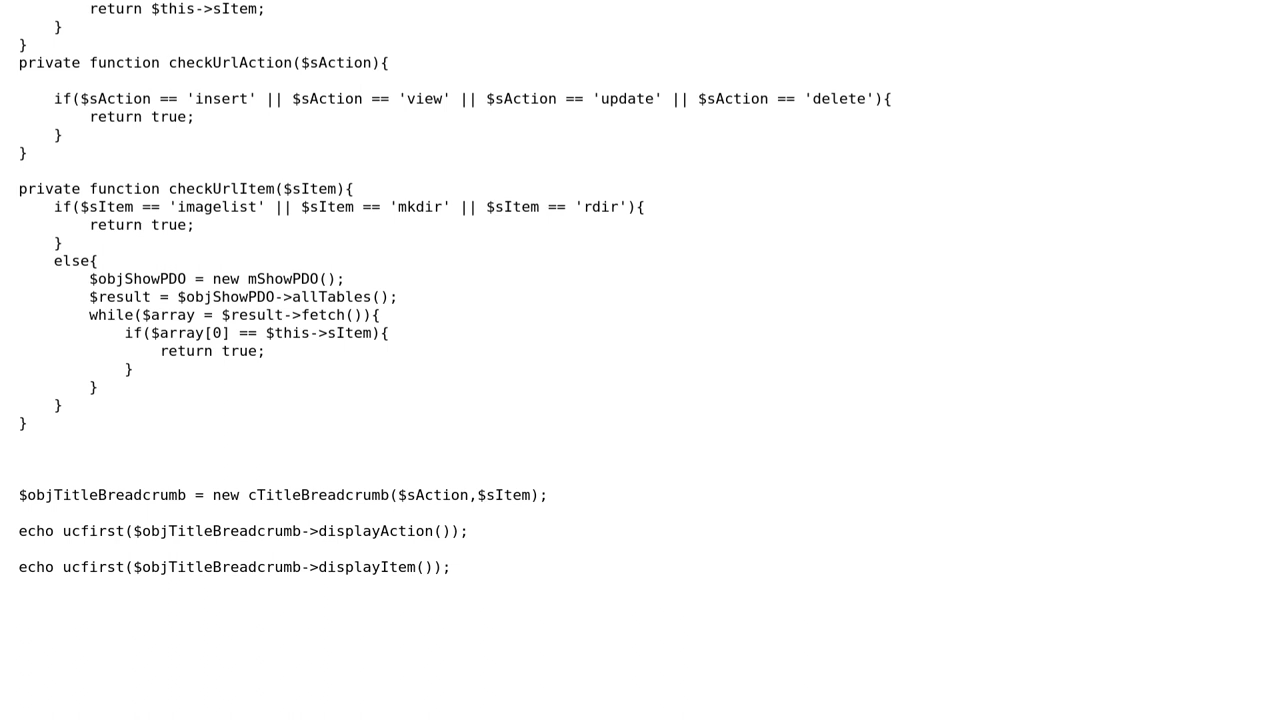 return $this->sItem;
    }
}
private function checkUrlAction($sAction){
    if($sAction == 'insert' || $sAction == 'view' || $sAction == 'update' || $sAction == 'delete'){
        return true;
    }
}
private function checkUrlItem($sItem){
    if($sItem == 'imagelist' || $sItem == 'mkdir' || $sItem == 'rdir'){
        return true;
    }
    else{
        $objShowPDO = new mShowPDO();
        $result = $objShowPDO->allTables();
        while($array = $result->fetch()){
            if($array[0] == $this->sItem){
                return true;
            }
        }
    }
}
$objTitleBreadcrumb = new cTitleBreadcrumb($sAction,$sItem);
echo ucfirst($objTitleBreadcrumb->displayAction());
echo ucfirst($objTitleBreadcrumb->displayItem());